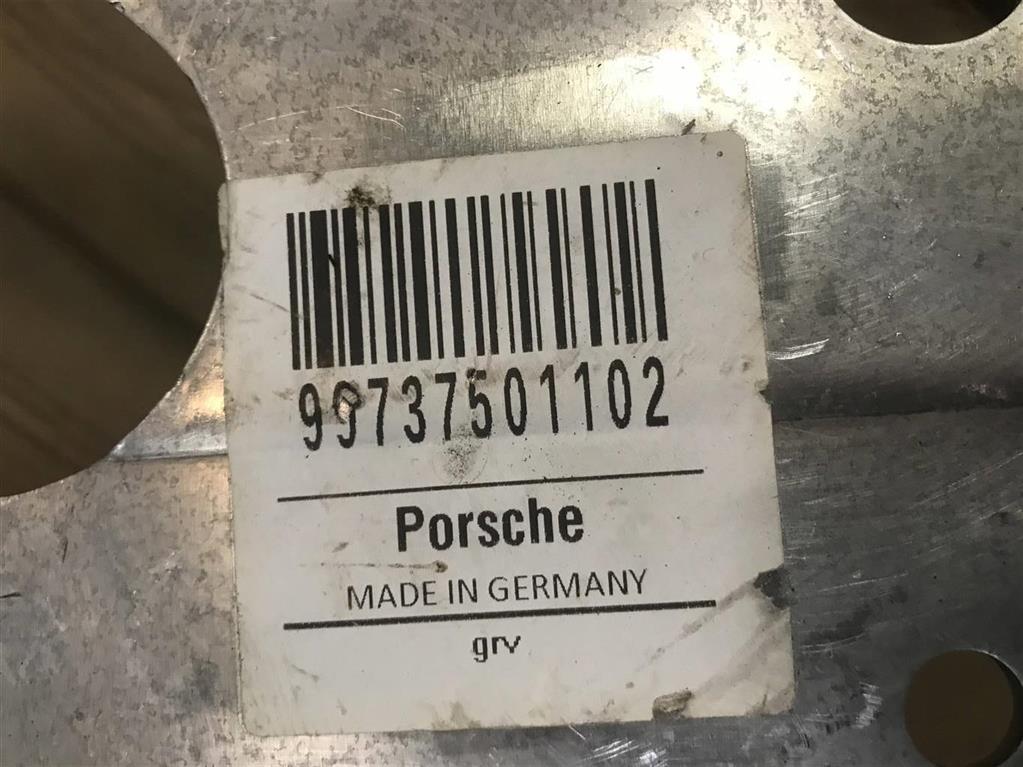 99737501102
Porsche
MADE IN GERMANY
grv